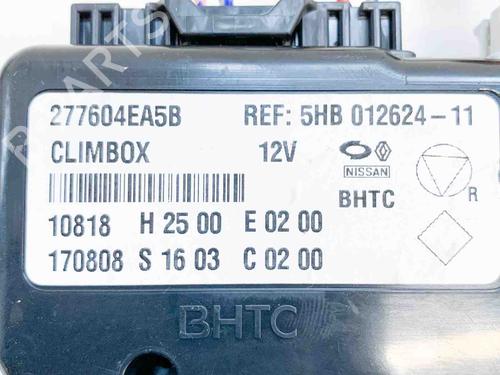 277604EA5B REF: 5HB 012624-11
CLIMBOX 12V
NISSAN
BHTC
R
10818 H 25 00 E 02 00
170808 S 16 03 C 02 00
BHTC